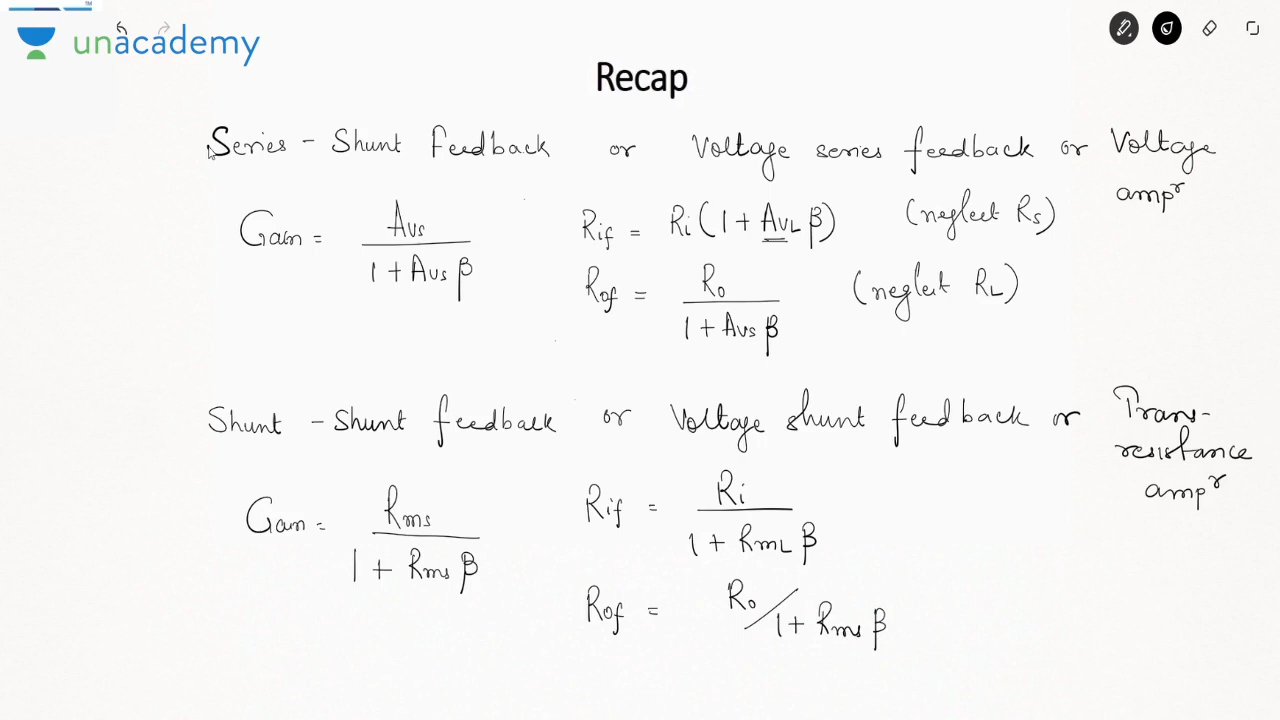 TM
unacademy
Recap
Series - Shunt Feedback or Voltage series feedback or Voltage ampʳ
Gain = Avs / 1 + Avs β
Rif = Ri (1 + AvL β) (neglect Rs)
Rof = Ro / 1 + Avs β (neglect RL)
Shunt - Shunt feedback or Voltage shunt feedback or Trans-
resistance
ampʳ
Gain = Rms / 1 + Rms β
Rif = Ri / 1 + RmL β
Rof = Ro / 1 + Rms β